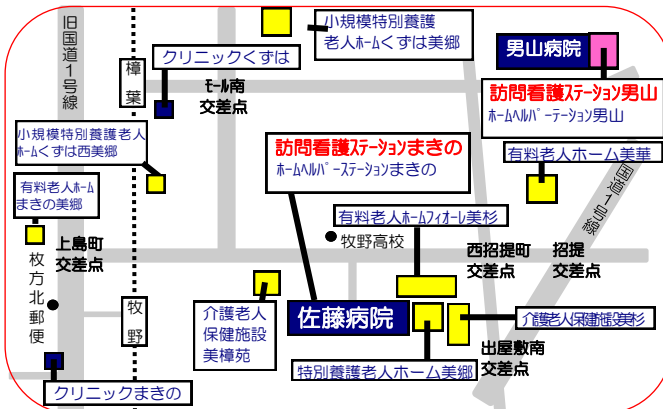 旧国道1号線
樟葉
クリニックくずは
小規模特別養護
老人ホームくずは美郷
男山病院
モール南
交差点
訪問看護ステーション男山
ホームヘルパーステーション男山
小規模特別養護老人
ホームくずは西美郷
訪問看護ステーションまきの
ホームヘルパーステーションまきの
有料老人ホーム美華
国道1号線
有料老人ホーム
まきの美郷
有料老人ホームフィオーレ美杉
上島町
交差点
牧野高校
西招提町
交差点
招提
交差点
枚方北郵便
牧野
介護老人
保健施設
美樟苑
佐藤病院
介護老人保健施設美杉
出屋敷南
交差点
特別養護老人ホーム美郷
クリニックまきの